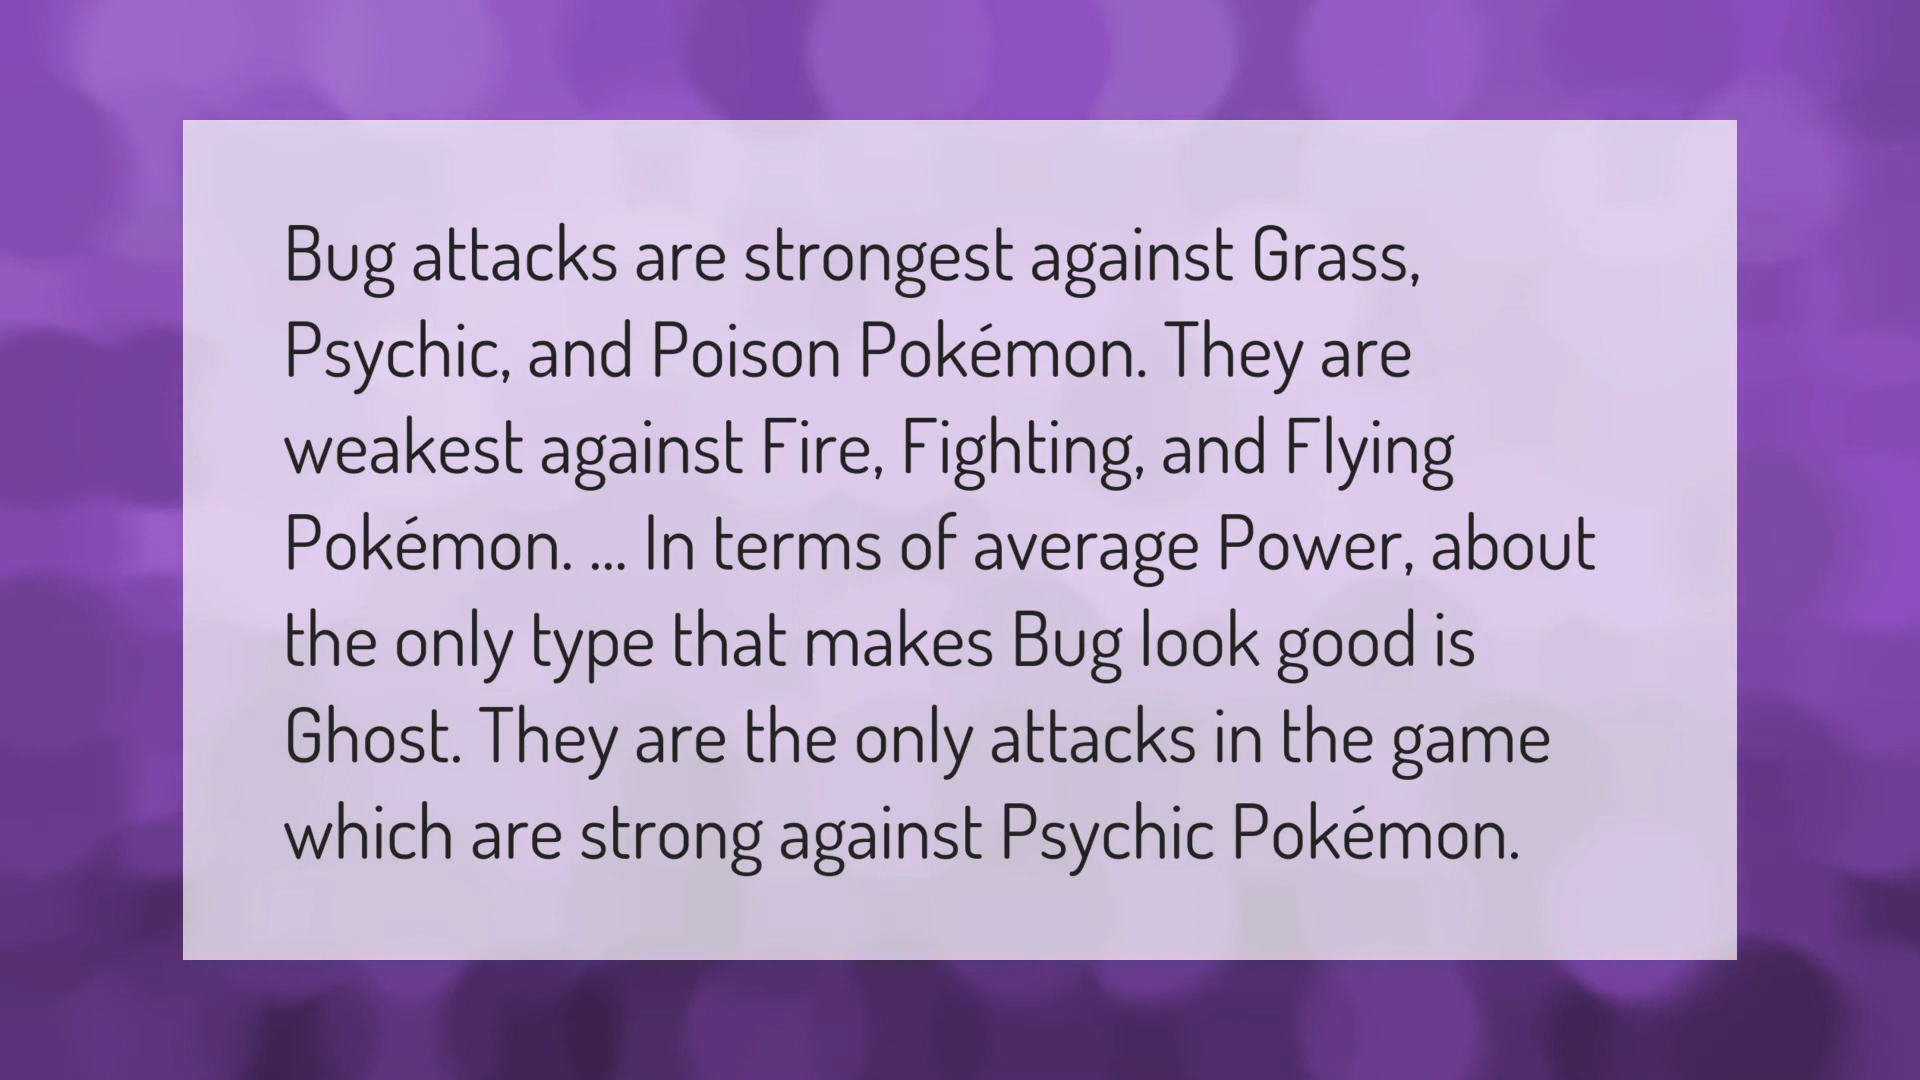 Bug attacks are strongest against Grass,
Psychic, and Poison Pokémon. They are
weakest against Fire, Fighting, and Flying
Pokémon. ... In terms of average Power, about
the only type that makes Bug look good is
Ghost. They are the only attacks in the game
which are strong against Psychic Pokémon.